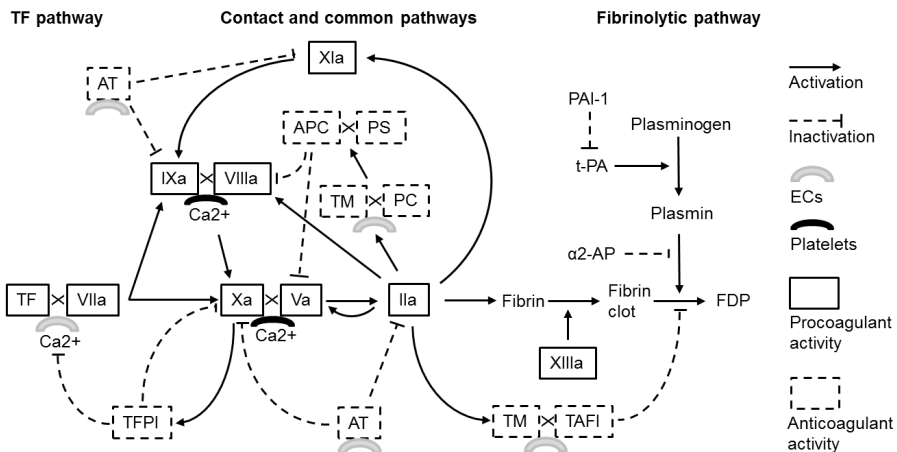 TF pathway
Contact and common pathways
Fibrinolytic pathway
XIa
AT
Activation
PAI-1
APC
PS
Plasminogen
Inactivation
t-PA
IXa
VIIIa
TM
PC
ECs
Ca2+
Plasmin
Platelets
α2-AP
TF
VIIa
Xa
Va
IIa
Fibrin
Fibrin
clot
FDP
Ca2+
Ca2+
Procoagulant
activity
XIIIa
TFPI
AT
TM
TAFI
Anticoagulant
activity